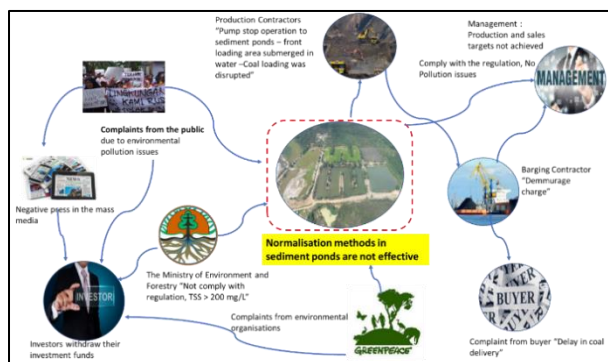 Production Contractors
"Pump stop operation to
sediment ponds – front
loading area submerged in
water –Coal loading was
disrupted"
Management :
Production and sales
targets not achieved
Comply with the regulation, No
Pollution issues
MANAGEMENT
LINGKUNGAN
KAMI
Complaints from the public
due to environmental
pollution issues
NEWS
Negative press in the mass
media
Barging Contractor
"Demmurage
charge"
Normalisation methods in
sediment ponds are not effective
The Ministry of Environment and
Forestry "Not comply with
regulation, TSS > 200 mg/L"
INVESTOR
Investors withdraw their
investment funds
Complaints from environmental
organisations
GREENPEACE
BUYER
Complaint from buyer "Delay in coal
delivery"